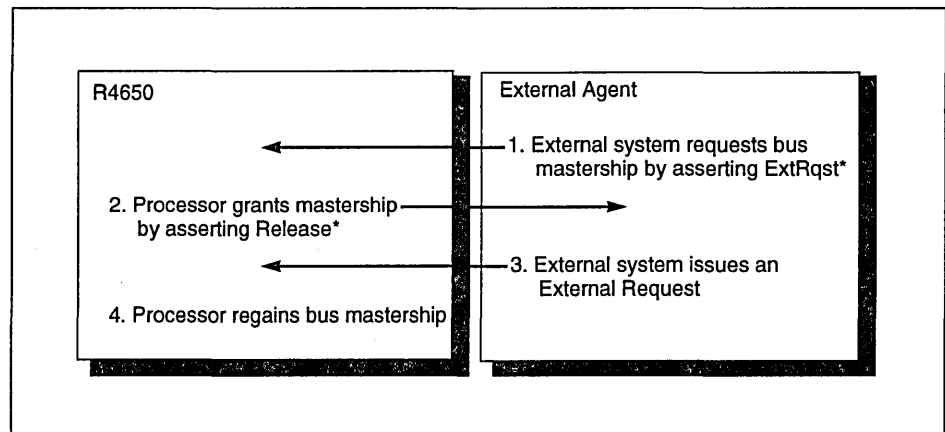 R4650
External Agent
1. External system requests bus
mastership by asserting ExtRqst*
2. Processor grants mastership
by asserting Release*
3. External system issues an
External Request
4. Processor regains bus mastership